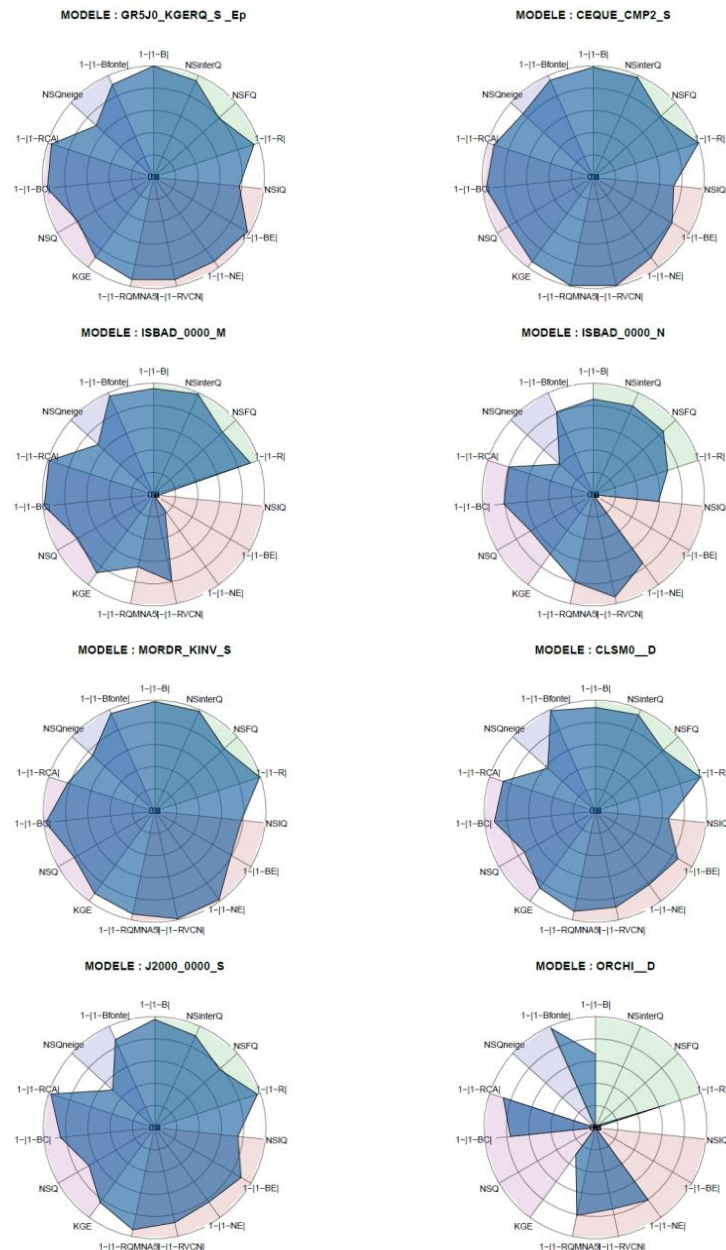 MODELE : GR5J0_KGERQ_S _Ep
1−|1−B|
NSinterQ
NSFQ
1−|1−R|
NSIQ
1−|1−BE|
1−|1−NE|
1−|1−RVCN|
1−|1−RQMNA5|
KGE
NSQ
1−|1−BC|
1−|1−RCA|
NSQneige
1−|1−Bfonte|
MODELE : CEQUE_CMP2_S
1−|1−B|
NSinterQ
NSFQ
1−|1−R|
NSIQ
1−|1−BE|
1−|1−NE|
1−|1−RVCN|
1−|1−RQMNA5|
KGE
NSQ
1−|1−BC|
1−|1−RCA|
NSQneige
1−|1−Bfonte|
MODELE : ISBAD_0000_M
1−|1−B|
NSinterQ
NSFQ
1−|1−R|
NSIQ
1−|1−BE|
1−|1−NE|
1−|1−RVCN|
1−|1−RQMNA5|
KGE
NSQ
1−|1−BC|
1−|1−RCA|
NSQneige
1−|1−Bfonte|
MODELE : ISBAD_0000_N
1−|1−B|
NSinterQ
NSFQ
1−|1−R|
NSIQ
1−|1−BE|
1−|1−NE|
1−|1−RVCN|
1−|1−RQMNA5|
KGE
NSQ
1−|1−BC|
1−|1−RCA|
NSQneige
1−|1−Bfonte|
MODELE : MORDR_KINV_S
1−|1−B|
NSinterQ
NSFQ
1−|1−R|
NSIQ
1−|1−BE|
1−|1−NE|
1−|1−RVCN|
1−|1−RQMNA5|
KGE
NSQ
1−|1−BC|
1−|1−RCA|
NSQneige
1−|1−Bfonte|
MODELE : CLSM0__D
1−|1−B|
NSinterQ
NSFQ
1−|1−R|
NSIQ
1−|1−BE|
1−|1−NE|
1−|1−RVCN|
1−|1−RQMNA5|
KGE
NSQ
1−|1−BC|
1−|1−RCA|
NSQneige
1−|1−Bfonte|
MODELE : J2000_0000_S
1−|1−B|
NSinterQ
NSFQ
1−|1−R|
NSIQ
1−|1−BE|
1−|1−NE|
1−|1−RVCN|
1−|1−RQMNA5|
KGE
NSQ
1−|1−BC|
1−|1−RCA|
NSQneige
1−|1−Bfonte|
MODELE : ORCHI__D
1−|1−B|
NSinterQ
NSFQ
1−|1−R|
NSIQ
1−|1−BE|
1−|1−NE|
1−|1−RVCN|
1−|1−RQMNA5|
KGE
NSQ
1−|1−BC|
1−|1−RCA|
NSQneige
1−|1−Bfonte|